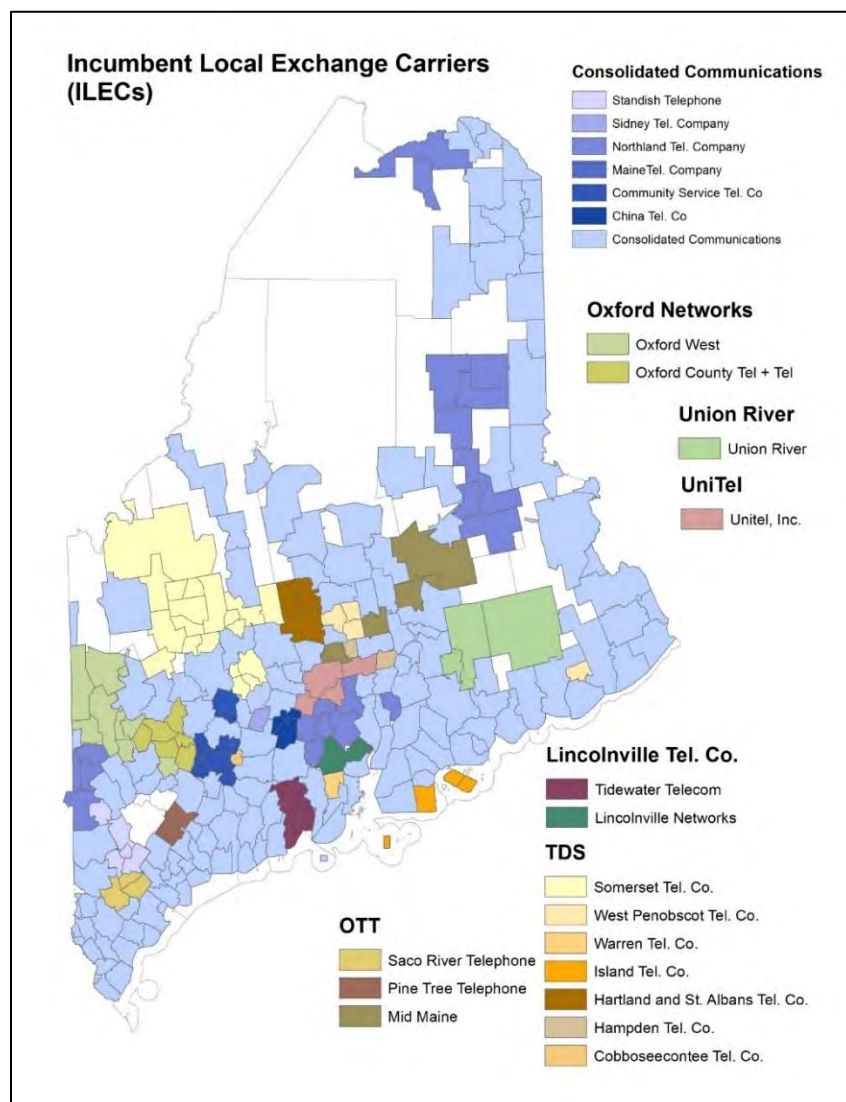 Incumbent Local Exchange Carriers
(ILECs)
Consolidated Communications
Standish Telephone
Sidney Tel. Company
Northland Tel. Company
MaineTel. Company
Community Service Tel. Co
China Tel. Co
Consolidated Communications
Oxford Networks
Oxford West
Oxford County Tel + Tel
Union River
Union River
UniTel
Unitel, Inc.
Lincolnville Tel. Co.
Tidewater Telecom
Lincolnville Networks
TDS
Somerset Tel. Co.
West Penobscot Tel. Co.
Warren Tel. Co.
Island Tel. Co.
Hartland and St. Albans Tel. Co.
Hampden Tel. Co.
Cobboseecontee Tel. Co.
OTT
Saco River Telephone
Pine Tree Telephone
Mid Maine